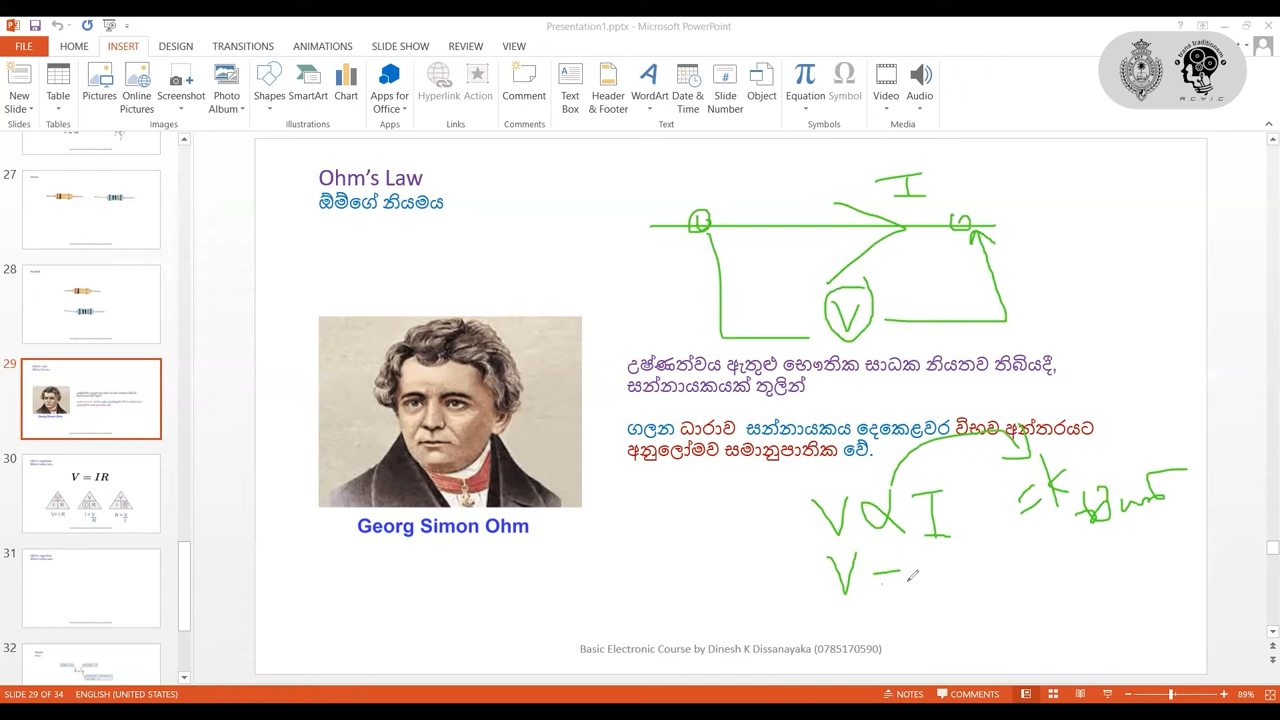 Presentation1.pptx - Microsoft PowerPoint
FILE HOME INSERT DESIGN TRANSITIONS ANIMATIONS SLIDE SHOW REVIEW VIEW
New Slide Table Pictures Online Pictures Screenshot Photo Album Shapes SmartArt Chart Apps for Office Hyperlink Action Comment Text Box Header & Footer WordArt Date & Time Slide Number Object Equation Symbol Video Audio
Slides Tables Images Illustrations Apps Links Comments Text Symbols Media
A C Y I C
27
28
29
Georg Simon Ohm
30
V = IR
V= I R
31
32
Ohm's Law
ඕම්ගේ නියමය
I
V
උෂ්ණත්වය ඇතුළු භෞතික සාධක නියතව තිබියදී,
සන්නායකයක් තුලින්
ගලන ධාරාව සන්නායකය දෙකෙළවර විභව අන්තරයට
අනුලෝමව සමානුපාතික වේ.
V ∝ I
= k
V =
Georg Simon Ohm
Basic Electronic Course by Dinesh K Dissanayaka (0785170590)
SLIDE 29 OF 34 ENGLISH (UNITED STATES) NOTES COMMENTS 89%